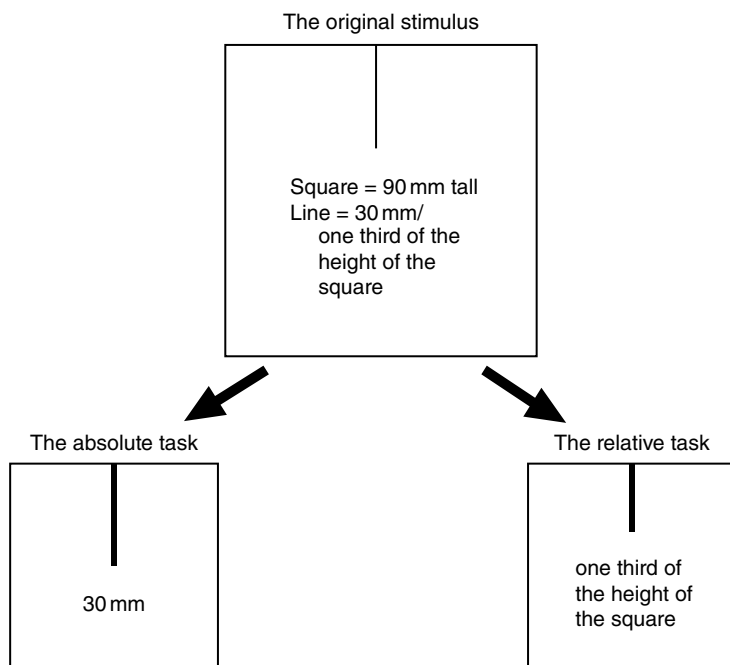 The original stimulus
Square = 90 mm tall
Line = 30 mm/
one third of the
height of the
square
The absolute task
30 mm
The relative task
one third of
the height of
the square